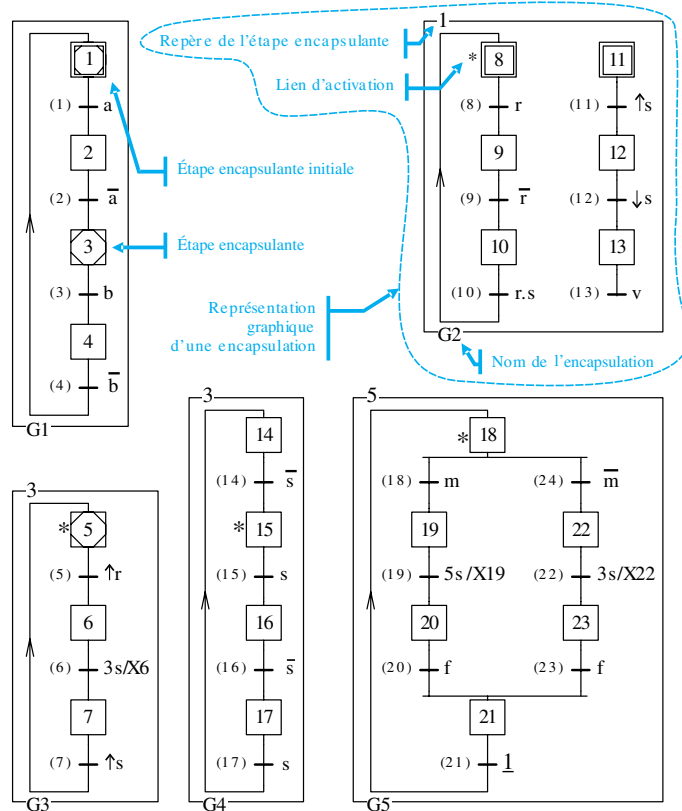 1
(1) a
2
(2) a̅
3
(3) b
4
(4) b̅
G1
Étape encapsulante initiale
Étape encapsulante
Repère de l'étape encapsulante
Lien d'activation
Représentation
graphique
d'une encapsulation
Nom de l'encapsulation
1
* 8
(8) r
9
(9) r̅
10
(10) r.s
11
(11) ↑s
12
(12) ↓s
13
(13) v
G2
3
* 5
(5) ↑r
6
(6) 3s/X6
7
(7) ↑s
G3
3
14
(14) s̅
* 15
(15) s
16
(16) s̅
17
(17) s
G4
5
* 18
(18) m
19
(19) 5s/X19
20
(20) f
(24) m̅
22
(22) 3s/X22
23
(23) f
21
(21) 1
G5